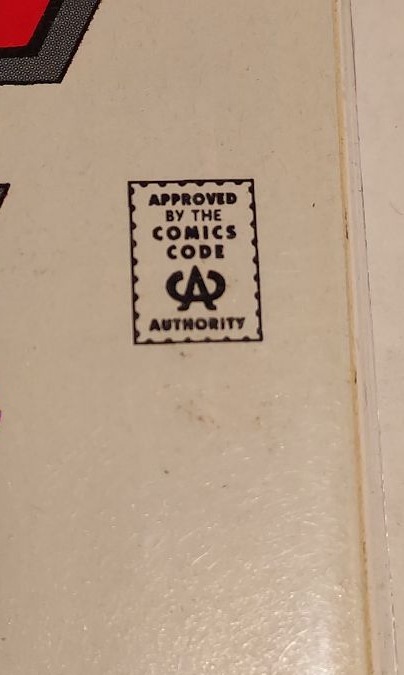 APPROVED
BY THE
COMICS
CODE
CA
AUTHORITY